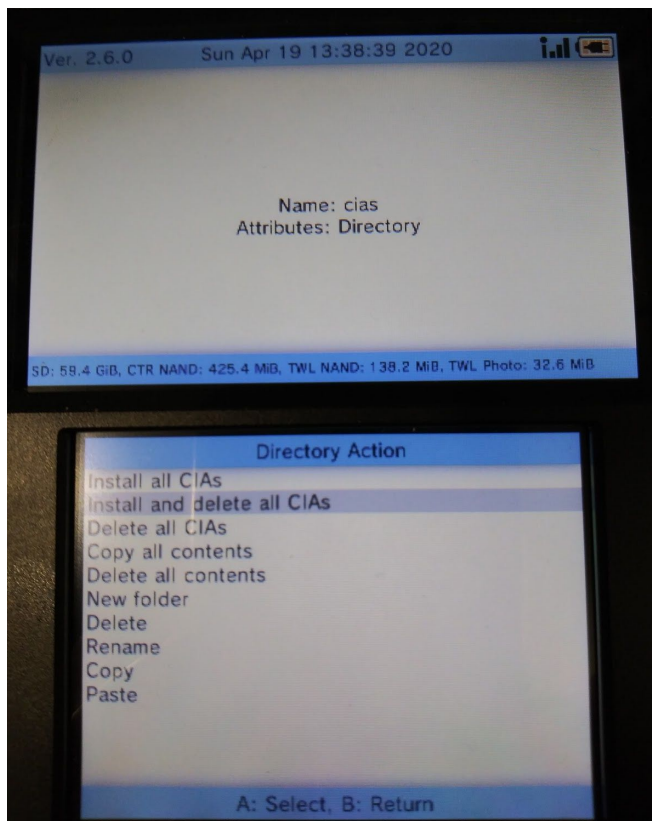 Ver. 2.6.0 Sun Apr 19 13:38:39 2020
Name: cias
Attributes: Directory
SD: 59.4 GiB, CTR NAND: 425.4 MiB, TWL NAND: 138.2 MiB, TWL Photo: 32.6 MiB
Directory Action
Install all CIAs
Install and delete all CIAs
Delete all CIAs
Copy all contents
Delete all contents
New folder
Delete
Rename
Copy
Paste
A: Select, B: Return